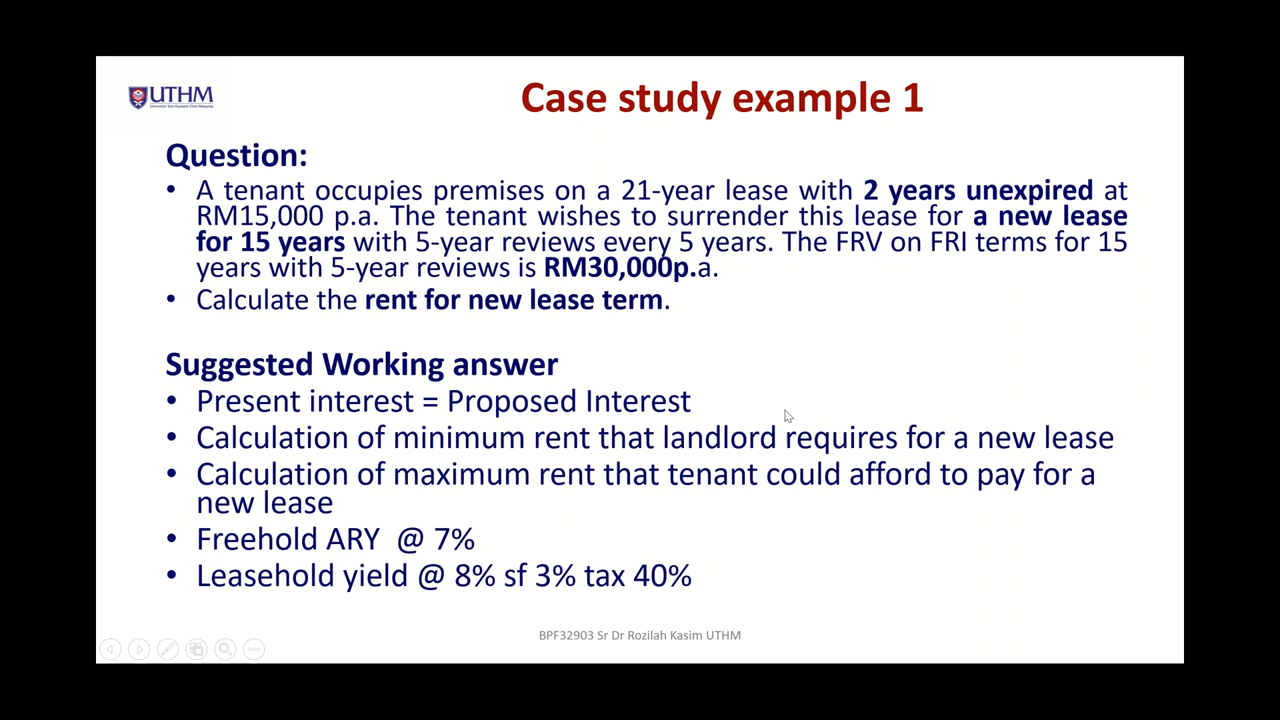 UTHM
Case study example 1
Question:
• A tenant occupies premises on a 21-year lease with 2 years unexpired at
RM15,000 p.a. The tenant wishes to surrender this lease for a new lease
for 15 years with 5-year reviews every 5 years. The FRV on FRI terms for 15
years with 5-year reviews is RM30,000p.a.
• Calculate the rent for new lease term.
Suggested Working answer
• Present interest = Proposed Interest
• Calculation of minimum rent that landlord requires for a new lease
• Calculation of maximum rent that tenant could afford to pay for a
new lease
• Freehold ARY @ 7%
• Leasehold yield @ 8% sf 3% tax 40%
BPF32903 Sr Dr Rozilah Kasim UTHM